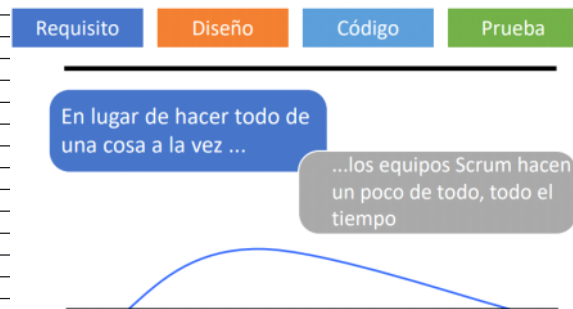 Requisito Diseño Código Prueba
En lugar de hacer todo de
una cosa a la vez ...
...los equipos Scrum hacen
un poco de todo, todo el
tiempo